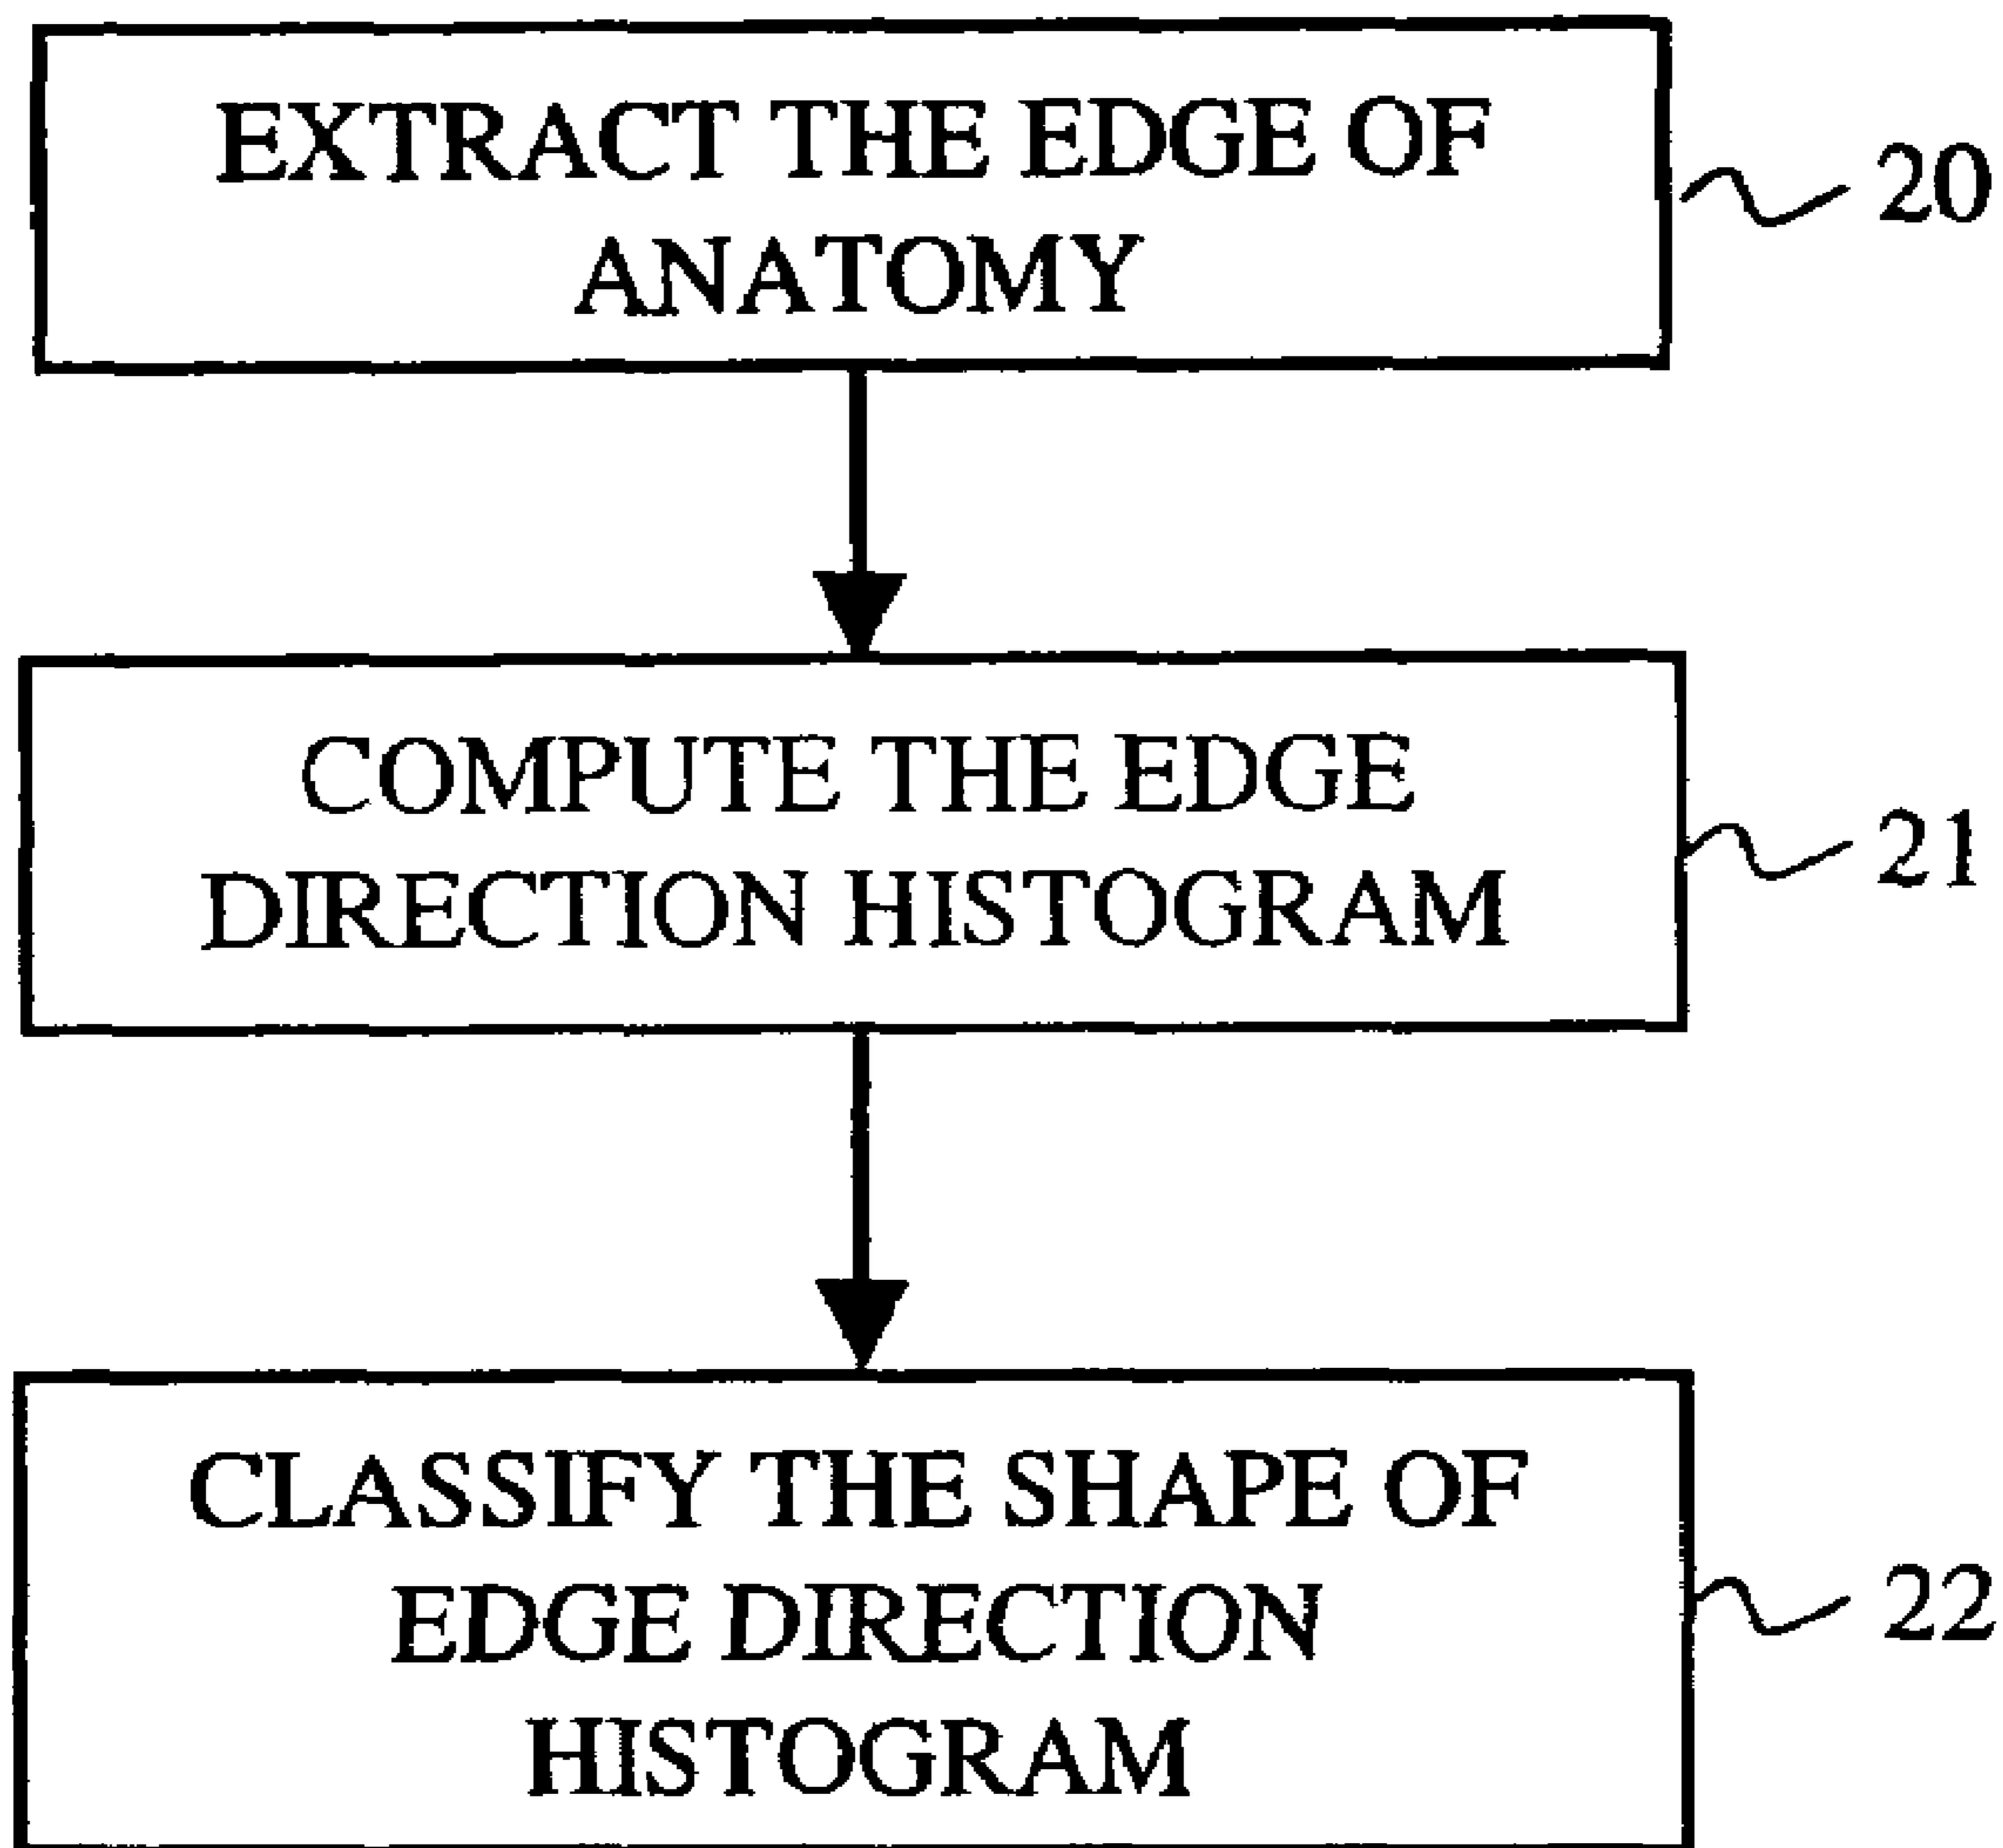 EXTRACT THE EDGE OF
ANATOMY
20
COMPUTE THE EDGE
DIRECTION HISTOGRAM
21
CLASSIFY THE SHAPE OF
EDGE DIRECTION
HISTOGRAM
22